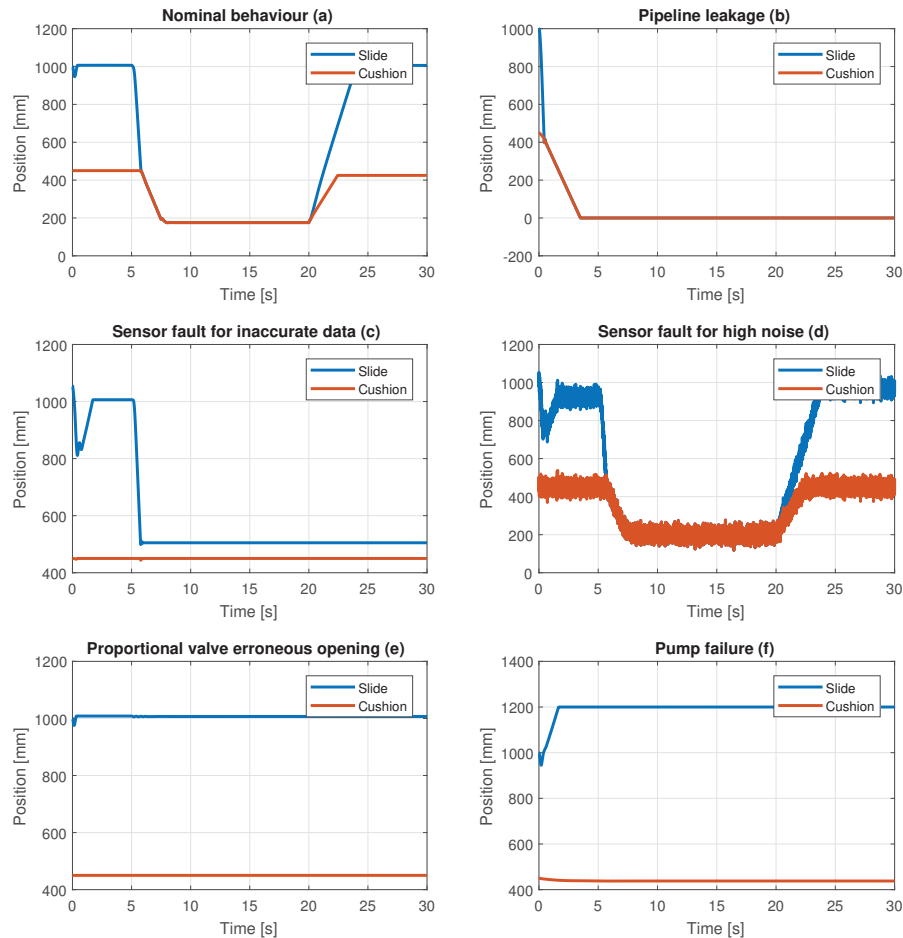 Nominal behaviour (a)
1200
1000
800
600
400
200
0
Position [mm]
Slide
Cushion
0 5 10 15 20 25 30
Time [s]
Pipeline leakage (b)
1000
800
600
400
200
0
-200
Position [mm]
Slide
Cushion
0 5 10 15 20 25 30
Time [s]
Sensor fault for inaccurate data (c)
1200
1000
800
600
400
Position [mm]
Slide
Cushion
0 5 10 15 20 25 30
Time [s]
Sensor fault for high noise (d)
1200
1000
800
600
400
200
0
Position [mm]
Slide
Cushion
0 5 10 15 20 25 30
Time [s]
Proportional valve erroneous opening (e)
1200
1000
800
600
400
Position [mm]
Slide
Cushion
0 5 10 15 20 25 30
Time [s]
Pump failure (f)
1400
1200
1000
800
600
400
Position [mm]
Slide
Cushion
0 5 10 15 20 25 30
Time [s]